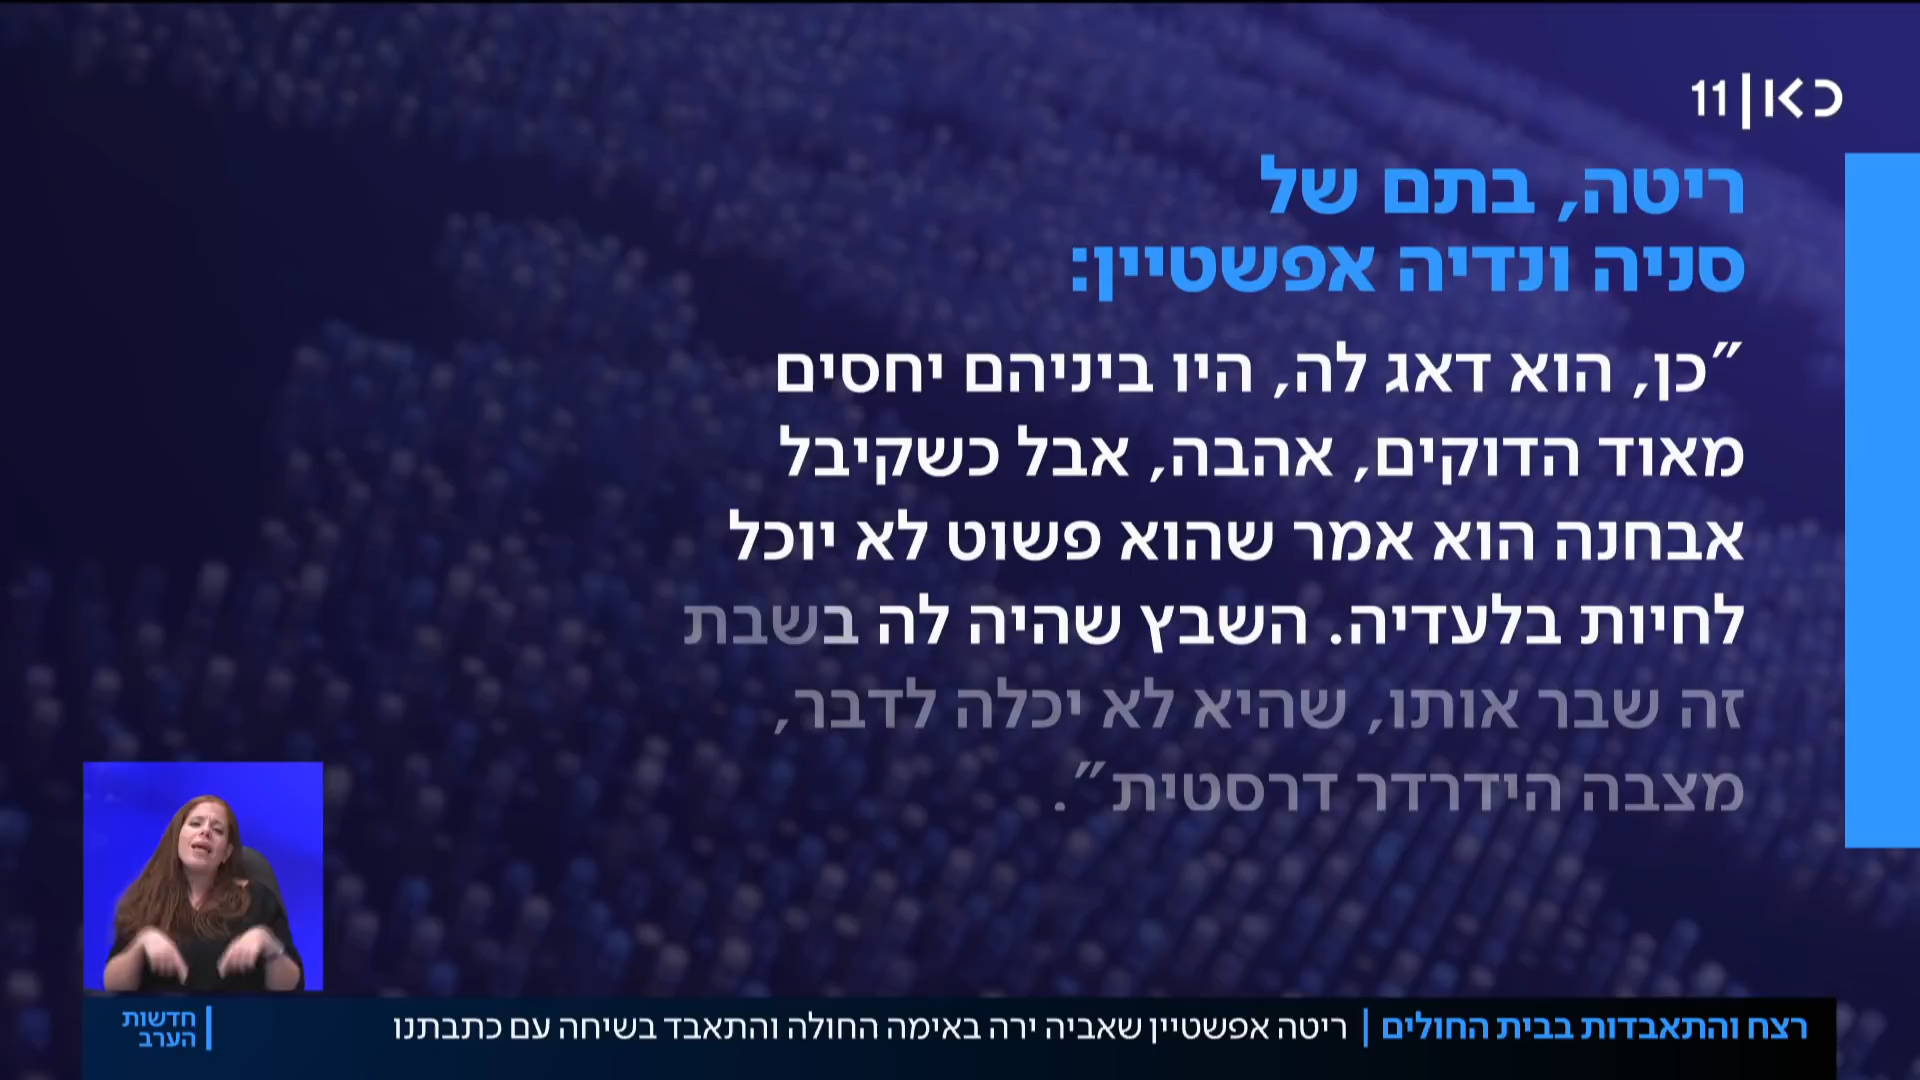 כאן 11
ריטה, בתם של
סניה ונדיה אפשטיין:
"כן, הוא דאג לה, היו ביניהם יחסים
מאוד הדוקים, אהבה, אבל כשקיבל
אבחנה הוא אמר שהוא פשוט לא יוכל
לחיות בלעדיה. השבץ שהיה לה בשבת
זה שבר אותו, שהיא לא יכלה לדבר,
מצבה הידרדר דרסטית".
רצח והתאבדות בבית החולים | ריטה אפשטיין שאביה ירה באימה החולה והתאבד בשיחה עם כתבתנו
חדשות
הערב